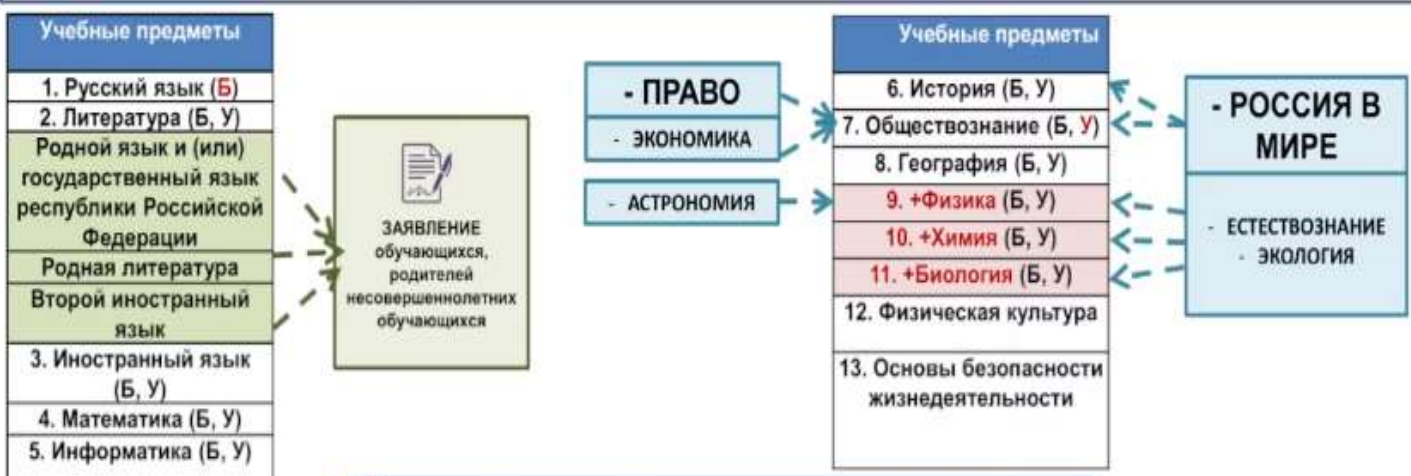 Учебные предметы
1. Русский язык (Б)
2. Литература (Б, У)
Родной язык и (или)
государственный язык
республики Российской
Федерации
Родная литература
Второй иностранный
язык
3. Иностранный язык
(Б, У)
4. Математика (Б, У)
5. Информатика (Б, У)
ЗАЯВЛЕНИЕ
обучающихся,
родителей
несовершеннолетних
обучающихся
- ПРАВО
- ЭКОНОМИКА
- АСТРОНОМИЯ
Учебные предметы
6. История (Б, У)
7. Обществознание (Б, У)
8. География (Б, У)
9. +Физика (Б, У)
10. +Химия (Б, У)
11. +Биология (Б, У)
12. Физическая культура
13. Основы безопасности
жизнедеятельности
- РОССИЯ В
МИРЕ
- ЕСТЕСТВОЗНАНИЕ
- ЭКОЛОГИЯ